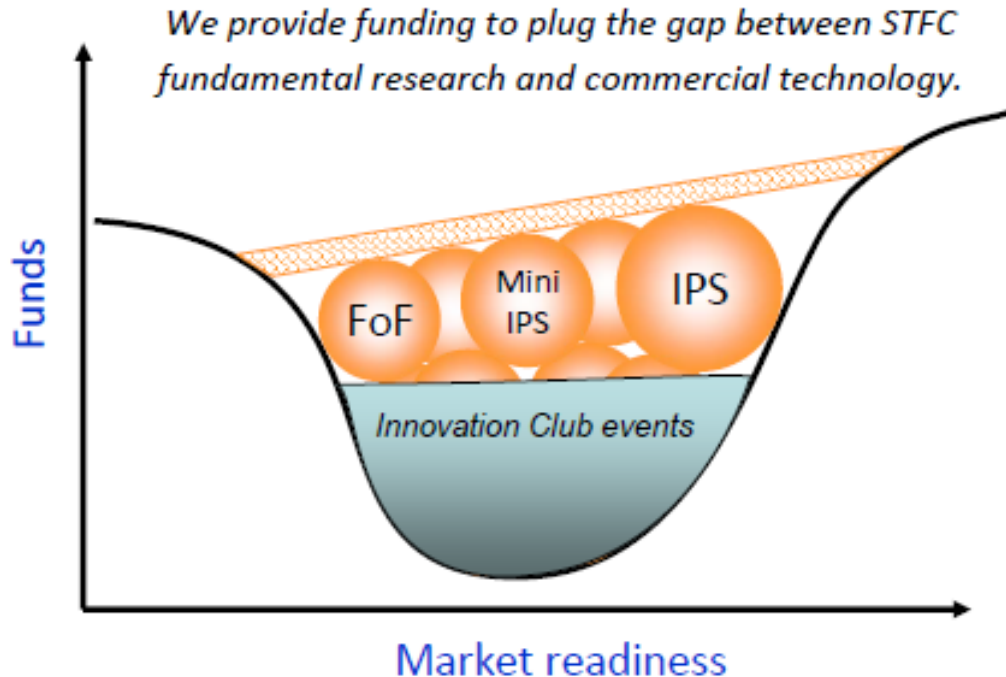 We provide funding to plug the gap between STFC
fundamental research and commercial technology.
Funds
FoF
Mini
IPS
IPS
Innovation Club events
Market readiness